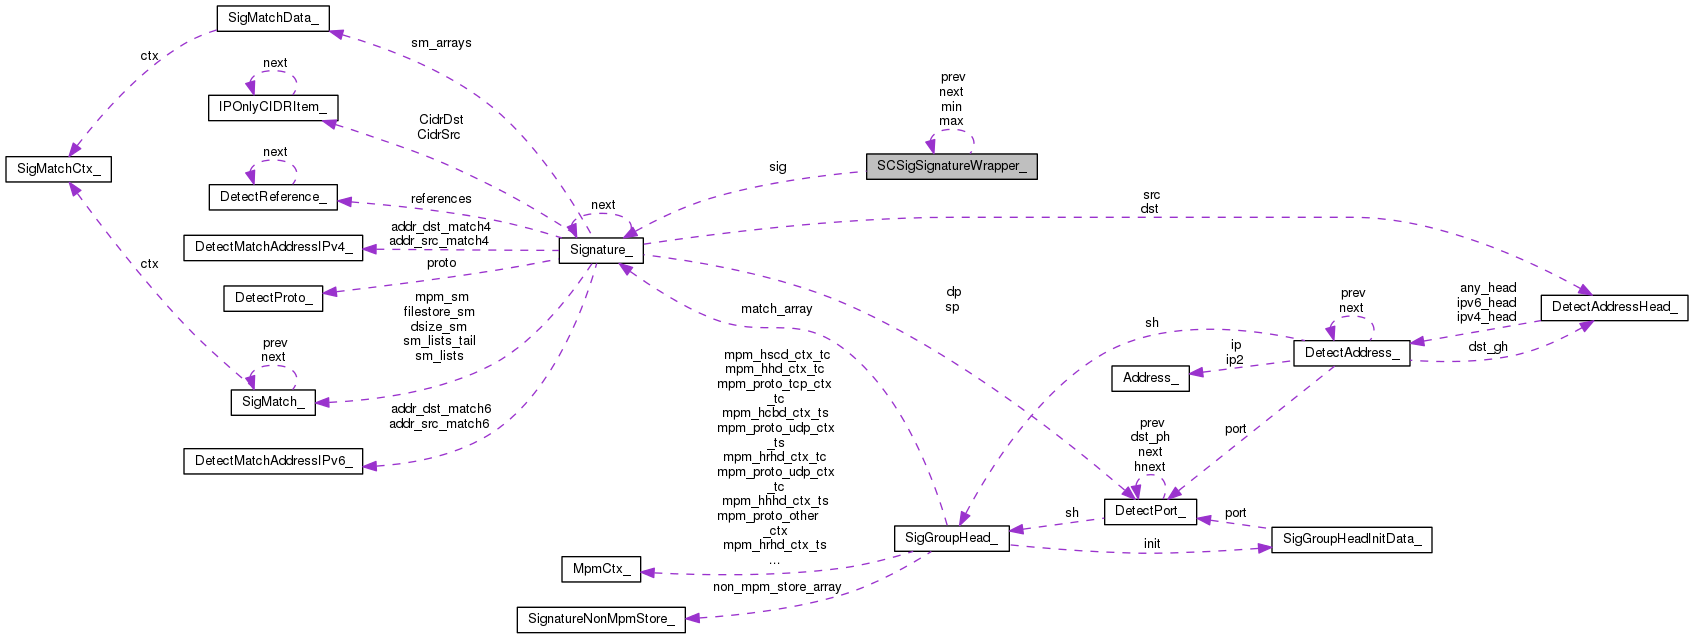 SigMatchData_
sm_arrays
ctx
next
IPOnlyCIDRItem_
CidrDst
CidrSrc
prev
next
min
max
SCSigSignatureWrapper_
sig
SigMatchCtx_
next
DetectReference_
references
next
src
dst
addr_dst_match4
addr_src_match4
DetectMatchAddressIPv4_
Signature_
ctx
proto
DetectProto_
mpm_sm
filestore_sm
dsize_sm
sm_lists_tail
sm_lists
dp
sp
match_array
sh
prev
next
any_head
ipv6_head
ipv4_head
DetectAddressHead_
DetectAddress_
dst_gh
ip
ip2
Address_
prev
next
SigMatch_
addr_dst_match6
addr_src_match6
DetectMatchAddressIPv6_
mpm_hscd_ctx_tc
mpm_hhd_ctx_tc
mpm_proto_tcp_ctx
_tc
mpm_hcbd_ctx_ts
mpm_proto_udp_ctx
_ts
mpm_hrhd_ctx_tc
mpm_proto_udp_ctx
_tc
mpm_hhhd_ctx_ts
mpm_proto_other
_ctx
mpm_hrhd_ctx_ts
...
port
prev
dst_ph
next
hnext
DetectPort_
sh
port
SigGroupHead_
init
SigGroupHeadInitData_
MpmCtx_
non_mpm_store_array
SignatureNonMpmStore_